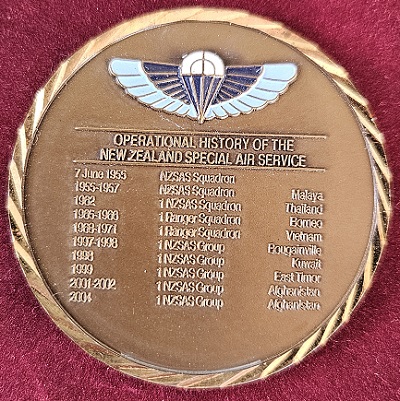 OPERATIONAL HISTORY OF THE
NEW ZEALAND SPECIAL AIR SERVICE
7 June 1955 NZSAS Squadron
1955-1957 NZSAS Squadron Malaya
1962 1 NZSAS Squadron Thailand
1965-1966 1 Ranger Squadron Borneo
1968-1971 1 Ranger Squadron Vietnam
1997-1998 1 NZSAS Group Bougainville
1998 1 NZSAS Group Kuwait
1999 1 NZSAS Group East Timor
2001-2002 1 NZSAS Group Afghanistan
2004 1 NZSAS Group Afghanistan